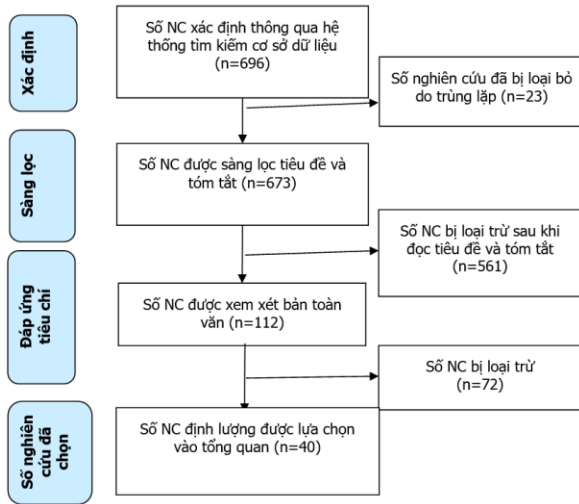 Xác định
Số NC xác định thông qua hệ
thống tìm kiếm cơ sở dữ liệu
(n=696)
Số nghiên cứu đã bị loại bỏ
do trùng lặp (n=23)
Sàng lọc
Số NC được sàng lọc tiêu đề và
tóm tắt (n=673)
Số NC bị loại trừ sau khi
đọc tiêu đề và tóm tắt
(n=561)
Đáp ứng
tiêu chí
Số NC được xem xét bản toàn
văn (n=112)
Số NC bị loại trừ
(n=72)
Số nghiên
cứu đã
chọn
Số NC định lượng được lựa chọn
vào tổng quan (n=40)